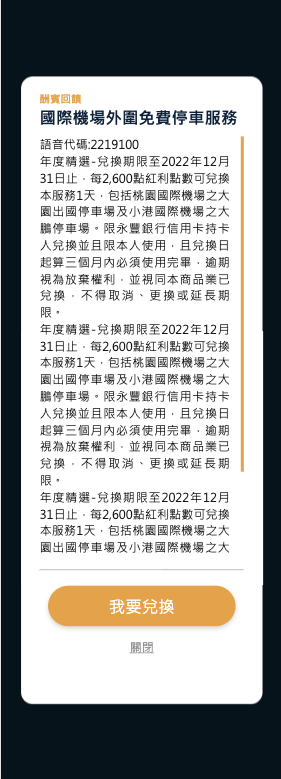 酬賓回饋
國際機場外圍免費停車服務
語音代碼:2219100
年度精選-兌換期限至2022年12月
31日止，每2,600點紅利點數可兌換
本服務1天，包括桃園國際機場之大
園出國停車場及小港國際機場之大
鵬停車場。限永豐銀行信用卡持卡
人兌換並且限本人使用，且兌換日
起算三個月內必須使用完畢，逾期
視為放棄權利，並視同本商品業已
兌換，不得取消、更換或延長期
限。
年度精選-兌換期限至2022年12月
31日止，每2,600點紅利點數可兌換
本服務1天，包括桃園國際機場之大
園出國停車場及小港國際機場之大
鵬停車場。限永豐銀行信用卡持卡
人兌換並且限本人使用，且兌換日
起算三個月內必須使用完畢，逾期
視為放棄權利，並視同本商品業已
兌換，不得取消、更換或延長期
限。
年度精選-兌換期限至2022年12月
31日止，每2,600點紅利點數可兌換
本服務1天，包括桃園國際機場之大
園出國停車場及小港國際機場之大
我要兌換
關閉